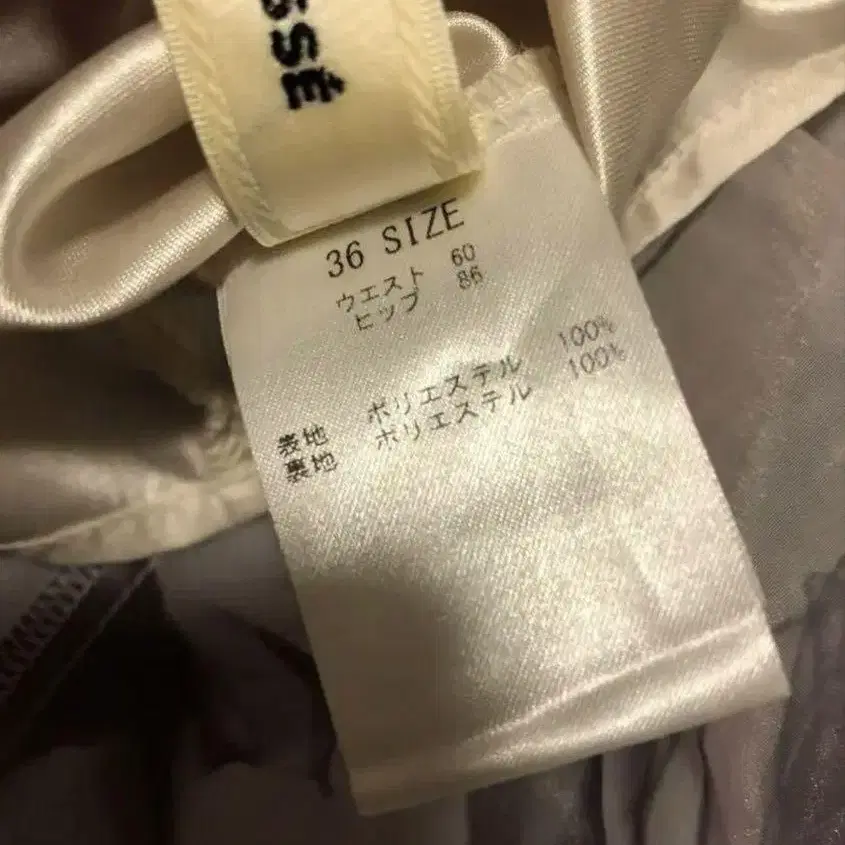 SSÉ
36 SIZE
ウエスト 60
ヒップ 86
表地 ポリエステル 100%
裏地 ポリエステル 100%